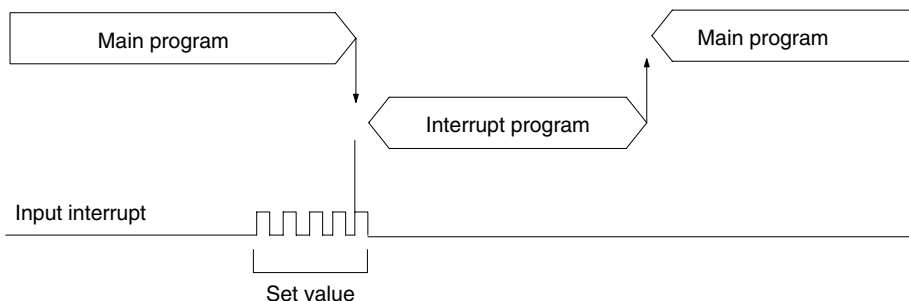 Main program
Main program
Interrupt program
Input interrupt
Set value